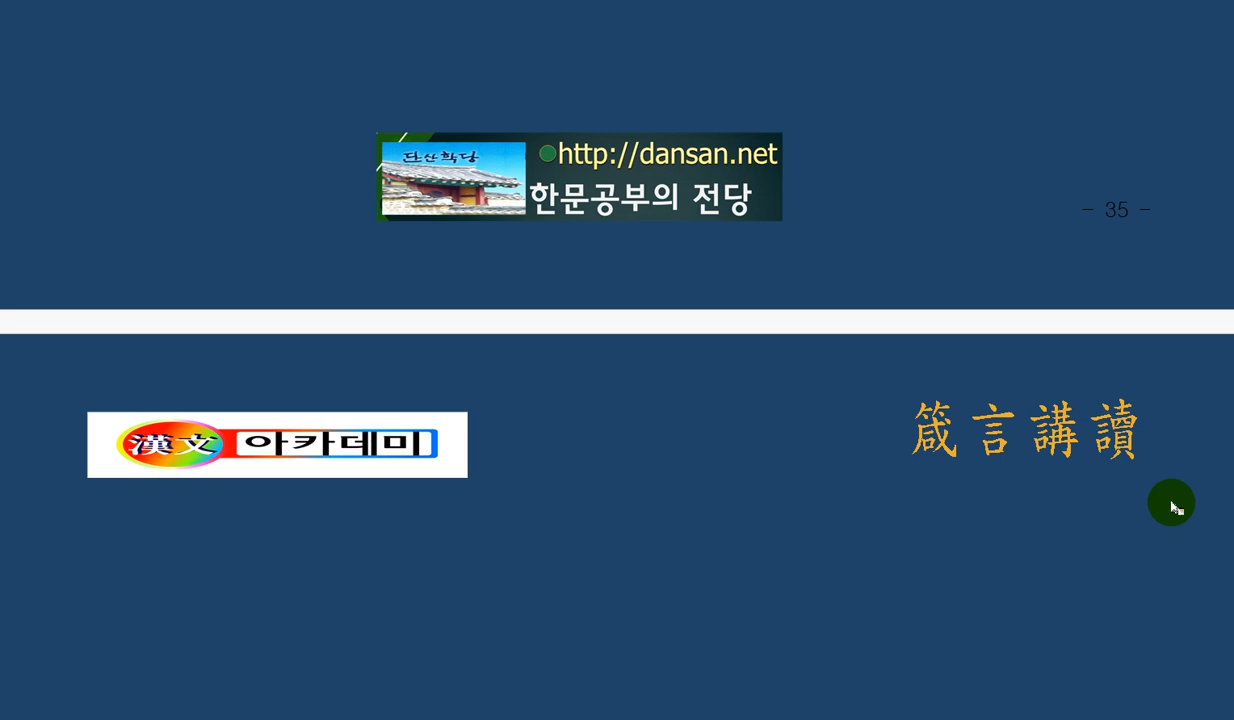 단산학당
http://dansan.net
한문공부의 전당
- 35 -
漢文 아카데미
箴言講讀